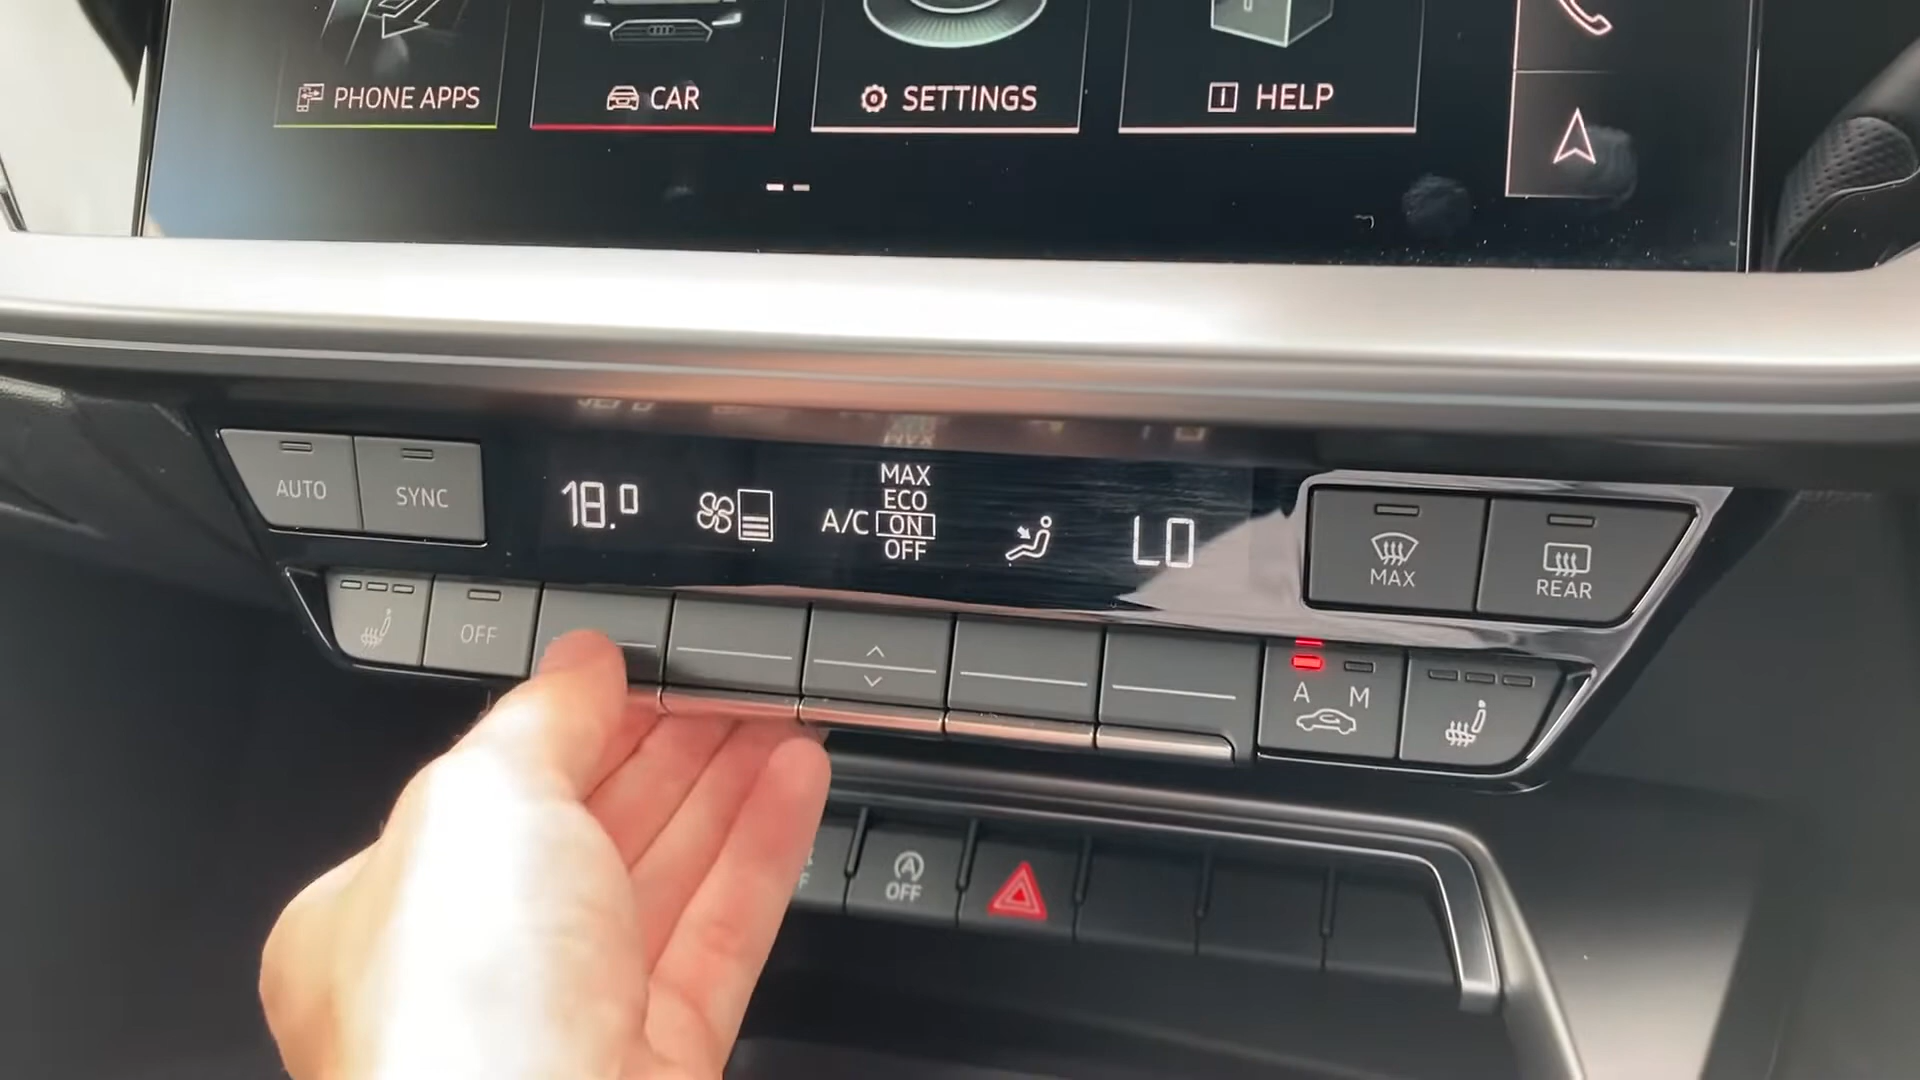 PHONE APPS
CAR
SETTINGS
HELP
AUTO
SYNC
18.0
A/C
MAX
ECO
ON
OFF
LO
MAX
REAR
OFF
A M
A
OFF